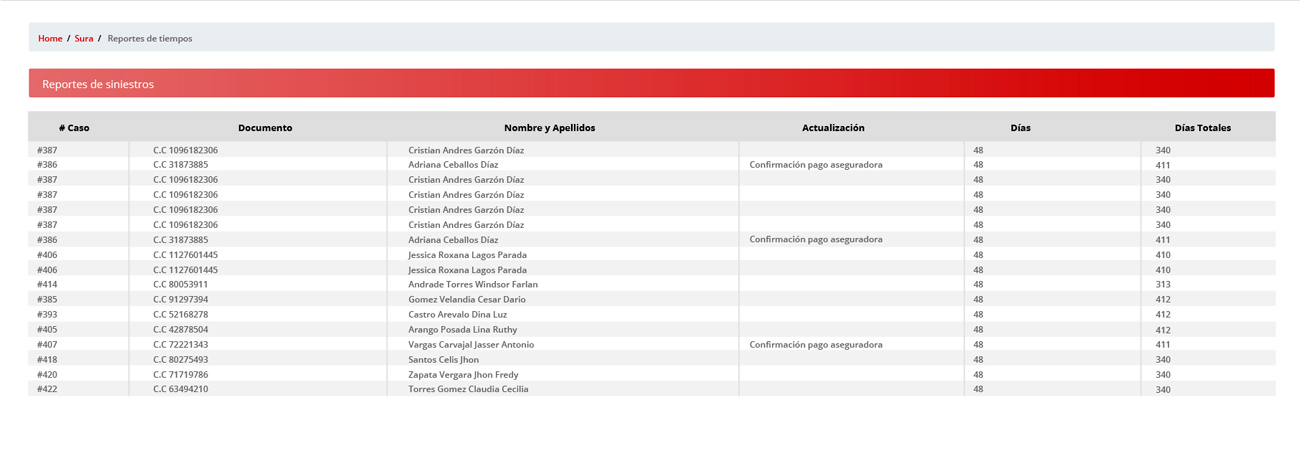 Home / Sura / Reportes de tiempos
Reportes de siniestros
# Caso Documento Nombre y Apellidos Actualización Días Días Totales
#387 C.C 1096182306 Cristian Andres Garzón Díaz 48 340
#386 C.C 31873885 Adriana Ceballos Díaz Confirmación pago aseguradora 48 411
#387 C.C 1096182306 Cristian Andres Garzón Díaz 48 340
#387 C.C 1096182306 Cristian Andres Garzón Díaz 48 340
#387 C.C 1096182306 Cristian Andres Garzón Díaz 48 340
#387 C.C 1096182306 Cristian Andres Garzón Díaz 48 340
#386 C.C 31873885 Adriana Ceballos Díaz Confirmación pago aseguradora 48 411
#406 C.C 1127601445 Jessica Roxana Lagos Parada 48 410
#406 C.C 1127601445 Jessica Roxana Lagos Parada 48 410
#414 C.C 80053911 Andrade Torres Windsor Farlan 48 313
#385 C.C 91297394 Gomez Velandia Cesar Dario 48 412
#393 C.C 52168278 Castro Arevalo Dina Luz 48 412
#405 C.C 42878504 Arango Posada Lina Ruthy 48 412
#407 C.C 72221343 Vargas Carvajal Jasser Antonio Confirmación pago aseguradora 48 411
#418 C.C 80275493 Santos Celis Jhon 48 340
#420 C.C 71719786 Zapata Vergara Jhon Fredy 48 340
#422 C.C 63494210 Torres Gomez Claudia Cecilia 48 340